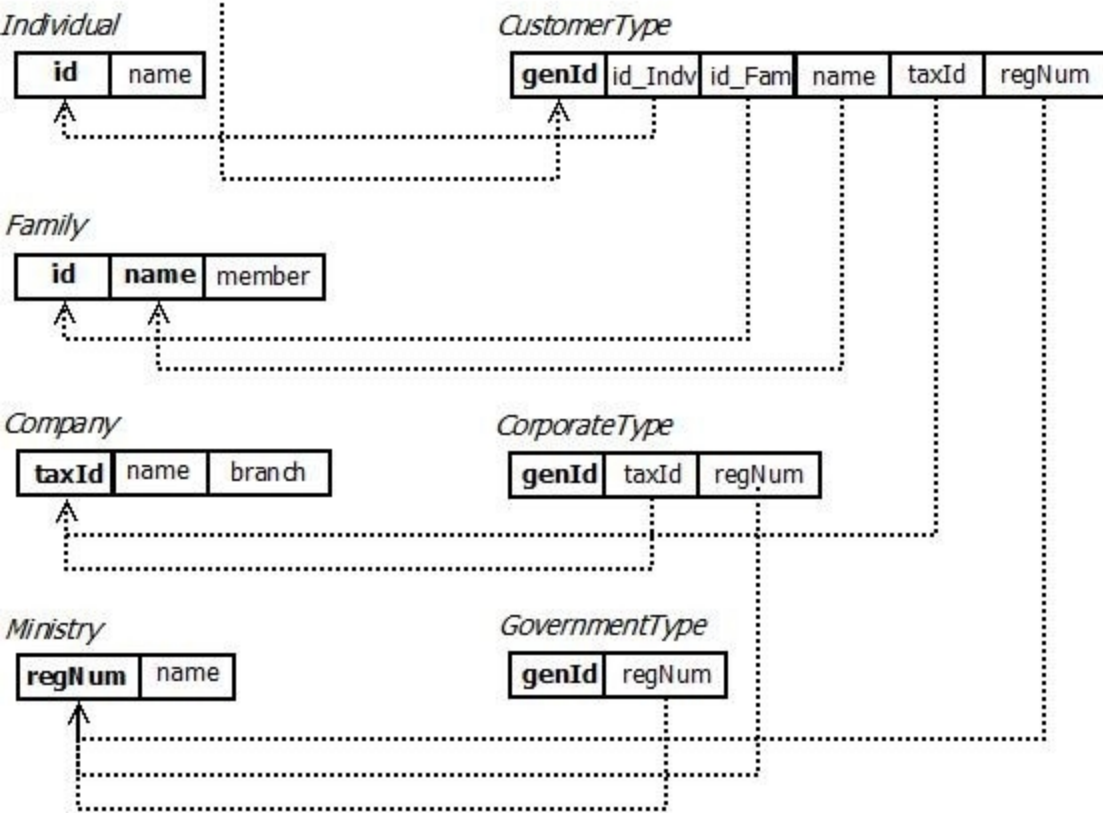 Individual
id name
CustomerType
genId id_Indv id_Fam name taxId regNum
Family
id name member
Company
taxId name branch
CorporateType
genId taxId regNum
Ministry
regNum name
GovernmentType
genId regNum